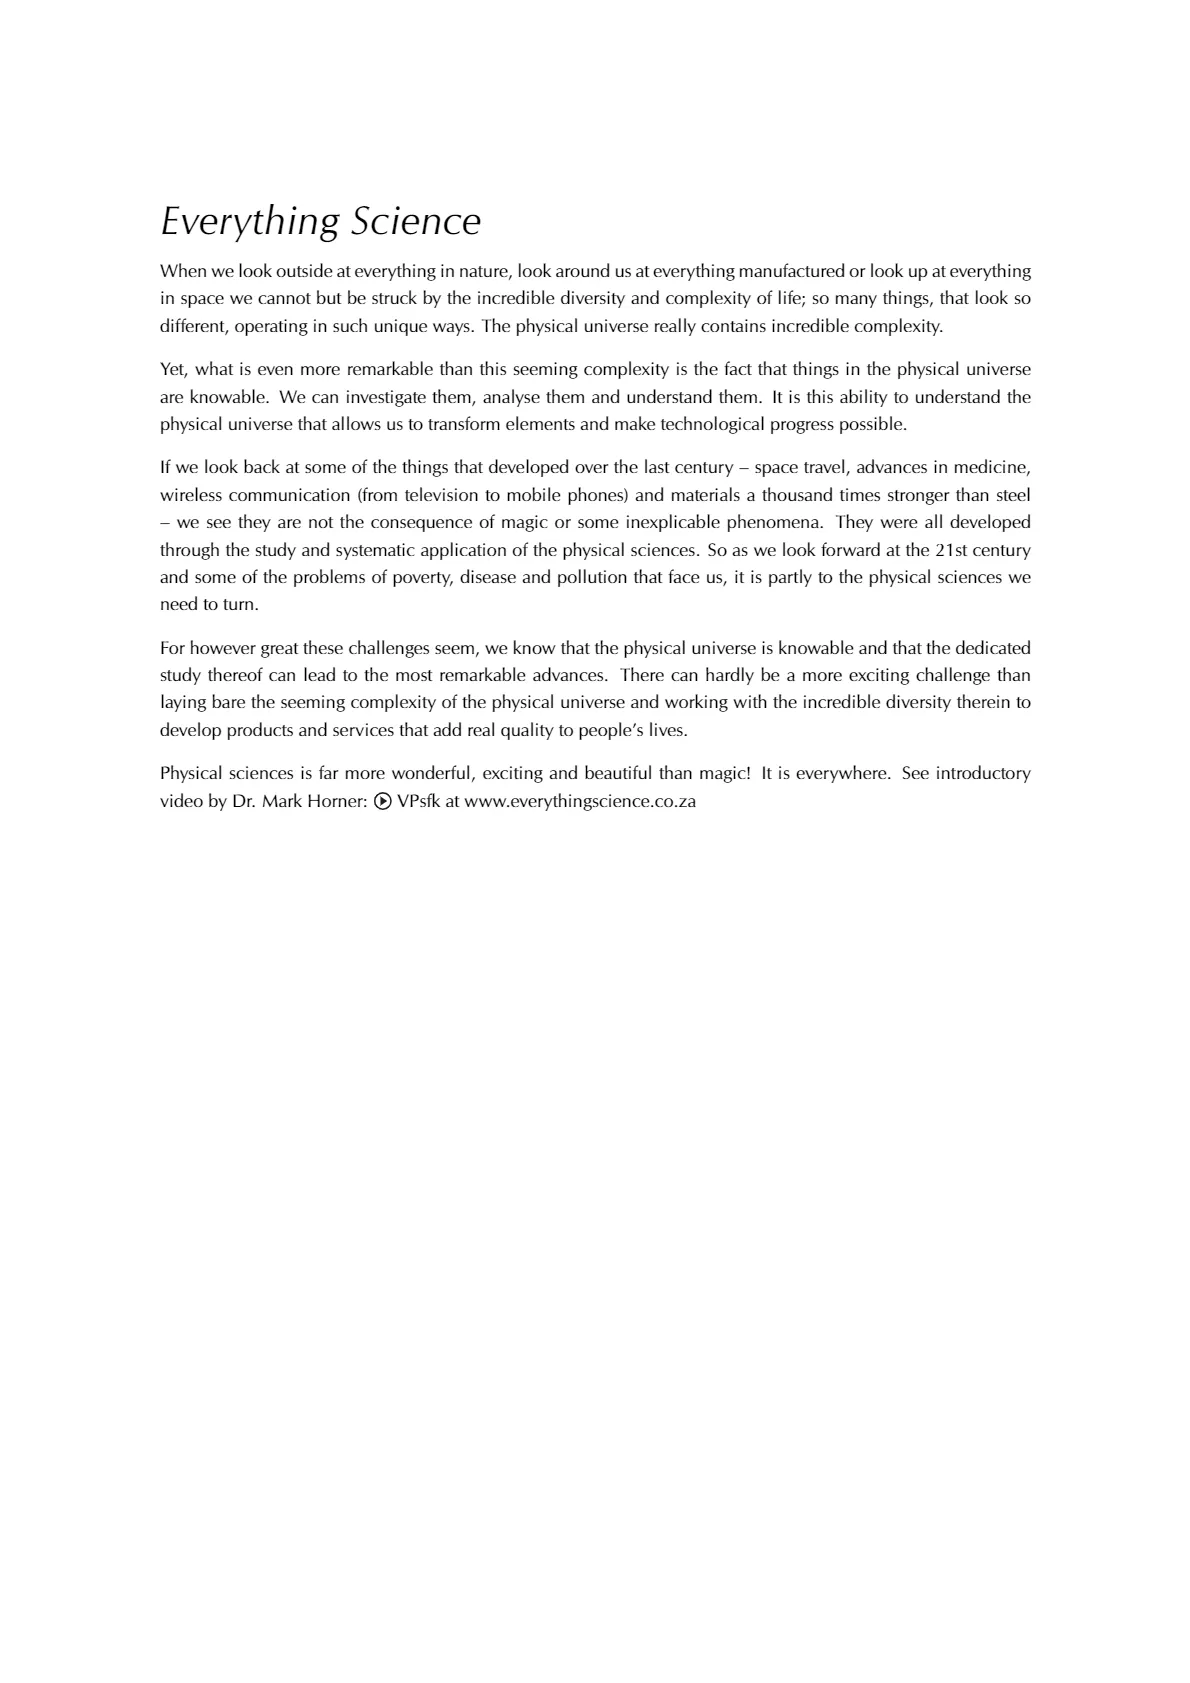 Everything Science
When we look outside at everything in nature, look around us at everything manufactured or look up at everything
in space we cannot but be struck by the incredible diversity and complexity of life; so many things, that look so
different, operating in such unique ways. The physical universe really contains incredible complexity.
Yet, what is even more remarkable than this seeming complexity is the fact that things in the physical universe
are knowable. We can investigate them, analyse them and understand them. It is this ability to understand the
physical universe that allows us to transform elements and make technological progress possible.
If we look back at some of the things that developed over the last century – space travel, advances in medicine,
wireless communication (from television to mobile phones) and materials a thousand times stronger than steel
– we see they are not the consequence of magic or some inexplicable phenomena. They were all developed
through the study and systematic application of the physical sciences. So as we look forward at the 21st century
and some of the problems of poverty, disease and pollution that face us, it is partly to the physical sciences we
need to turn.
For however great these challenges seem, we know that the physical universe is knowable and that the dedicated
study thereof can lead to the most remarkable advances. There can hardly be a more exciting challenge than
laying bare the seeming complexity of the physical universe and working with the incredible diversity therein to
develop products and services that add real quality to people’s lives.
Physical sciences is far more wonderful, exciting and beautiful than magic! It is everywhere. See introductory
video by Dr. Mark Horner: VPsfk at www.everythingscience.co.za